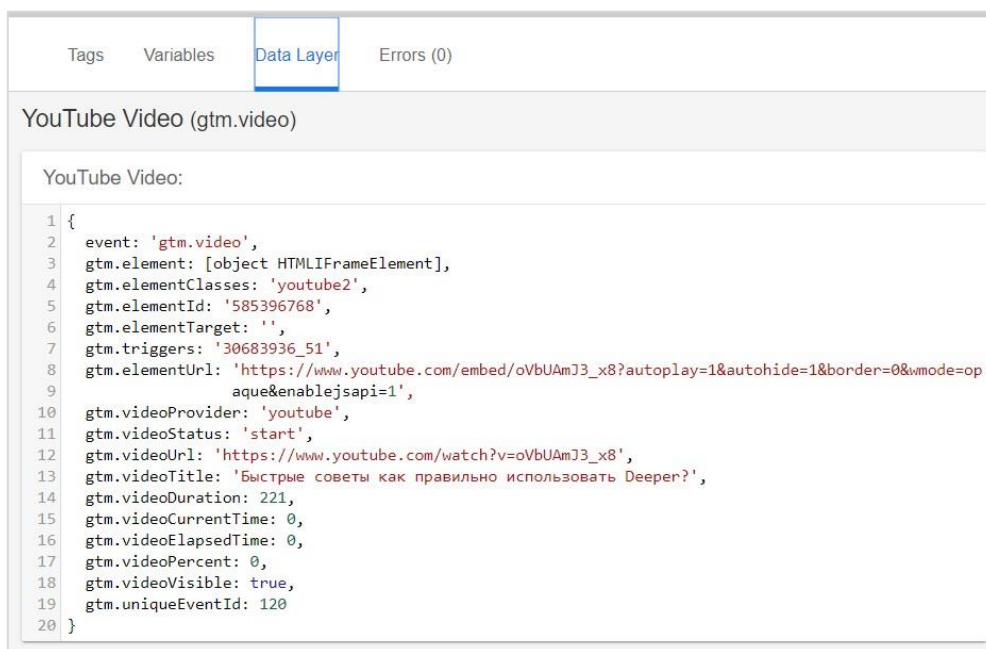 Tags Variables Data Layer Errors (0)
YouTube Video (gtm.video)
YouTube Video:
1 {
2 event: 'gtm.video',
3 gtm.element: [object HTMLIFrameElement],
4 gtm.elementClasses: 'youtube2',
5 gtm.elementId: '585396768',
6 gtm.elementTarget: '',
7 gtm.triggers: '30683936_51',
8 gtm.elementUrl: 'https://www.youtube.com/embed/oVbUAmJ3_x8?autoplay=1&autohide=1&border=0&wmode=op
9 aque&enablejsapi=1',
10 gtm.videoProvider: 'youtube',
11 gtm.videoStatus: 'start',
12 gtm.videoUrl: 'https://www.youtube.com/watch?v=oVbUAmJ3_x8',
13 gtm.videoTitle: 'Быстрые советы как правильно использовать Deeper?',
14 gtm.videoDuration: 221,
15 gtm.videoCurrentTime: 0,
16 gtm.videoElapsedTime: 0,
17 gtm.videoPercent: 0,
18 gtm.videoVisible: true,
19 gtm.uniqueEventId: 120
20 }